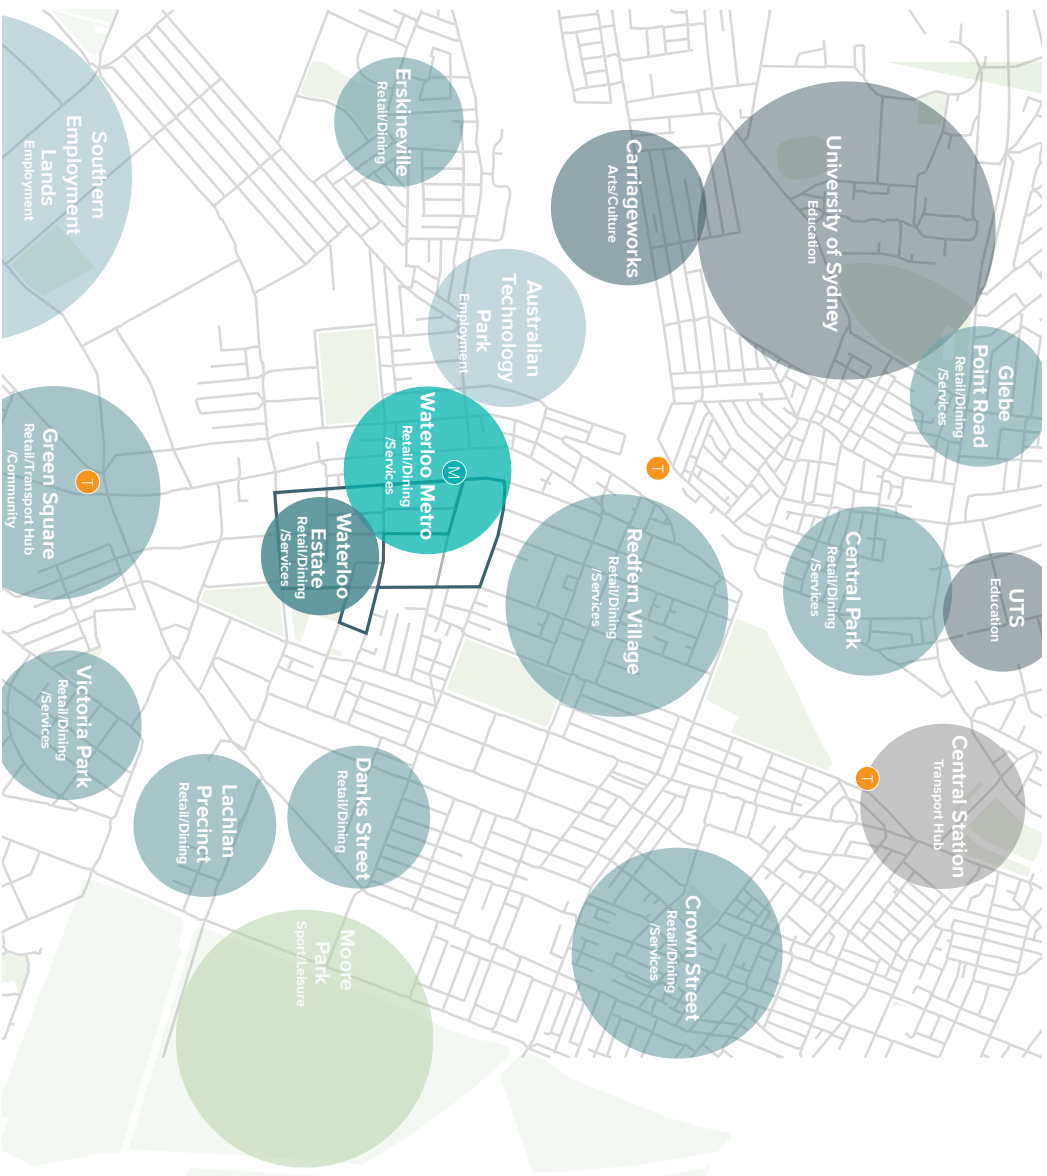 University of Sydney
Education
Glebe
Point Road
Retail/Dining
/Services
UTS
Education
Central Park
Retail/Dining
/Services
Central Station
Transport Hub
T
Carriageworks
Arts/Culture
T
Redfern Village
Retail/Dining
/Services
Crown Street
Retail/Dining
/Services
Australian
Technology
Park
Employment
Erskineville
Retail/Dining
M
Waterloo Metro
Retail/Dining
/Services
Waterloo
Estate
Retail/Dining
/Services
Danks Street
Retail/Dining
Moore
Park
Sport/Leisure
Lachlan
Precinct
Retail/Dining
Southern
Employment
Lands
Employment
T
Green Square
Retail/Transport Hub
/Community
Victoria Park
Retail/Dining
/Services